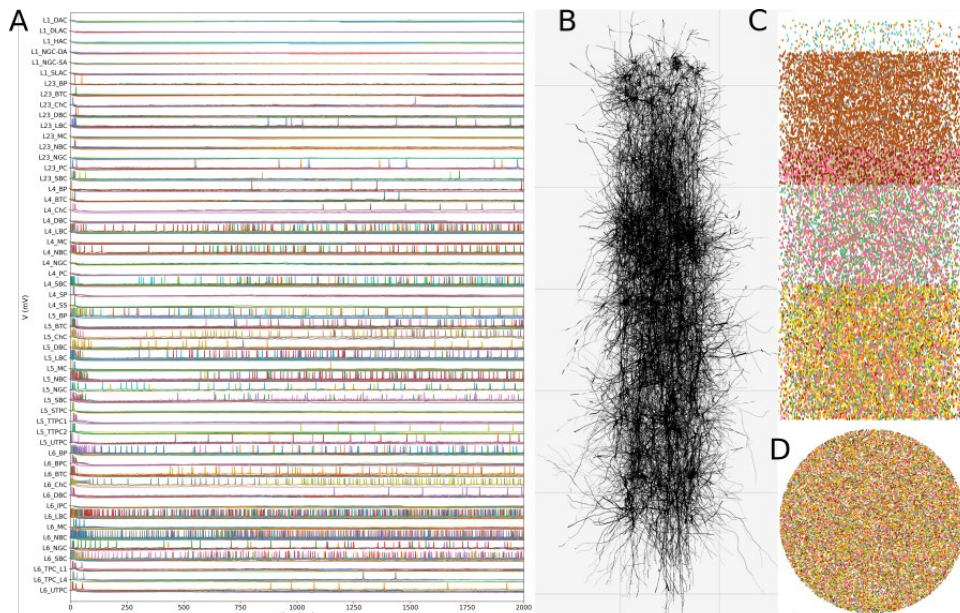 A
B
C
D
V (mV)
L1_DAC
L1_DLAC
L1_HAC
L1_NGC-DA
L1_NGC-SA
L1_SLAC
L23_BP
L23_BTC
L23_ChC
L23_DBC
L23_LBC
L23_MC
L23_NBC
L23_NGC
L23_PC
L23_SBC
L4_BP
L4_BTC
L4_ChC
L4_DBC
L4_LBC
L4_MC
L4_NBC
L4_NGC
L4_PC
L4_SBC
L4_SP
L4_SS
L5_BP
L5_BTC
L5_ChC
L5_DBC
L5_LBC
L5_MC
L5_NBC
L5_NGC
L5_SBC
L5_STPC
L5_TTPC1
L5_TTPC2
L5_UTPC
L6_BP
L6_BPC
L6_BTC
L6_ChC
L6_DBC
L6_IPC
L6_LBC
L6_MC
L6_NBC
L6_NGC
L6_SBC
L6_TPC_L1
L6_TPC_L4
L6_UTPC
0 250 500 750 1000 1250 1500 1750 2000